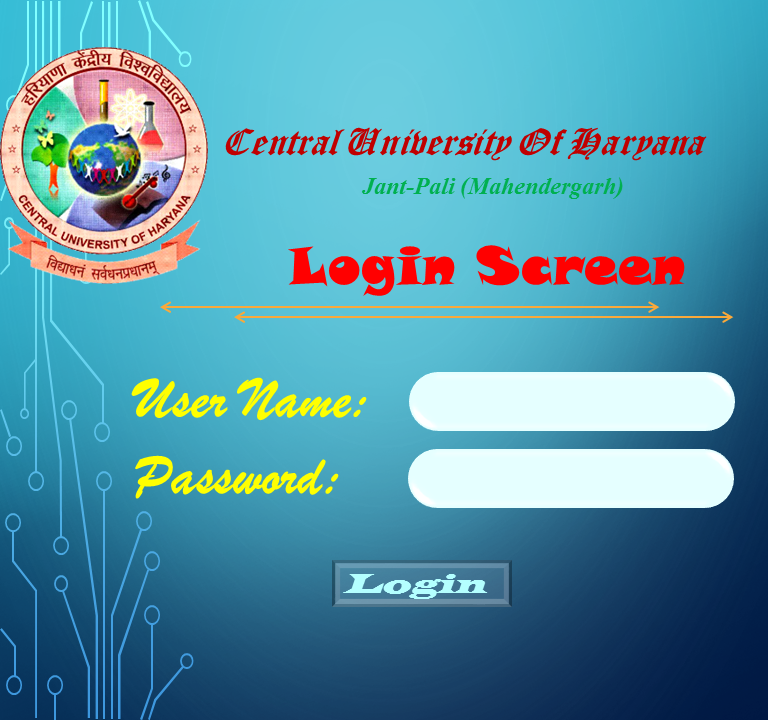 हरियाणा केंद्रीय विश्वविद्यालय
CENTRAL UNIVERSITY OF HARYANA
विद्याधनं सर्वधनप्रधानम्
Central University Of Haryana
Jant-Pali (Mahendergarh)
Login Screen
User Name:
Password:
Login